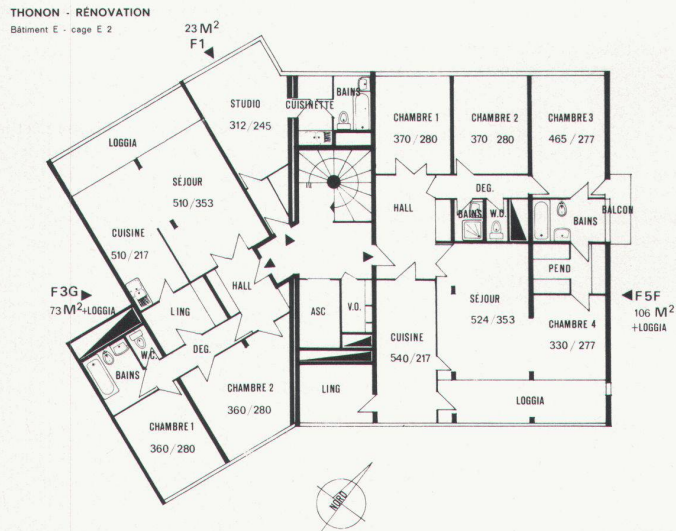 THONON - RÉNOVATION
Bâtiment E - cage E 2
23 M²
F1
STUDIO
312/245
CUISINETTE
BAINS
CHAMBRE 1
370/280
CHAMBRE 2
370 280
CHAMBRE 3
465/277
LOGGIA
SÉJOUR
510/353
CUISINE
510/217
HALL
DEG.
BAINS
W.C.
BAINS
BALCON
F3G
73 M² +LOGGIA
LING
HALL
ASC
V.O.
CUISINE
540/217
SÉJOUR
524/353
PEND
CHAMBRE 4
330/277
F5F
106 M²
+LOGGIA
W.C.
BAINS
DEG.
CHAMBRE 2
360/280
CHAMBRE 1
360/280
LING
LOGGIA
NORD